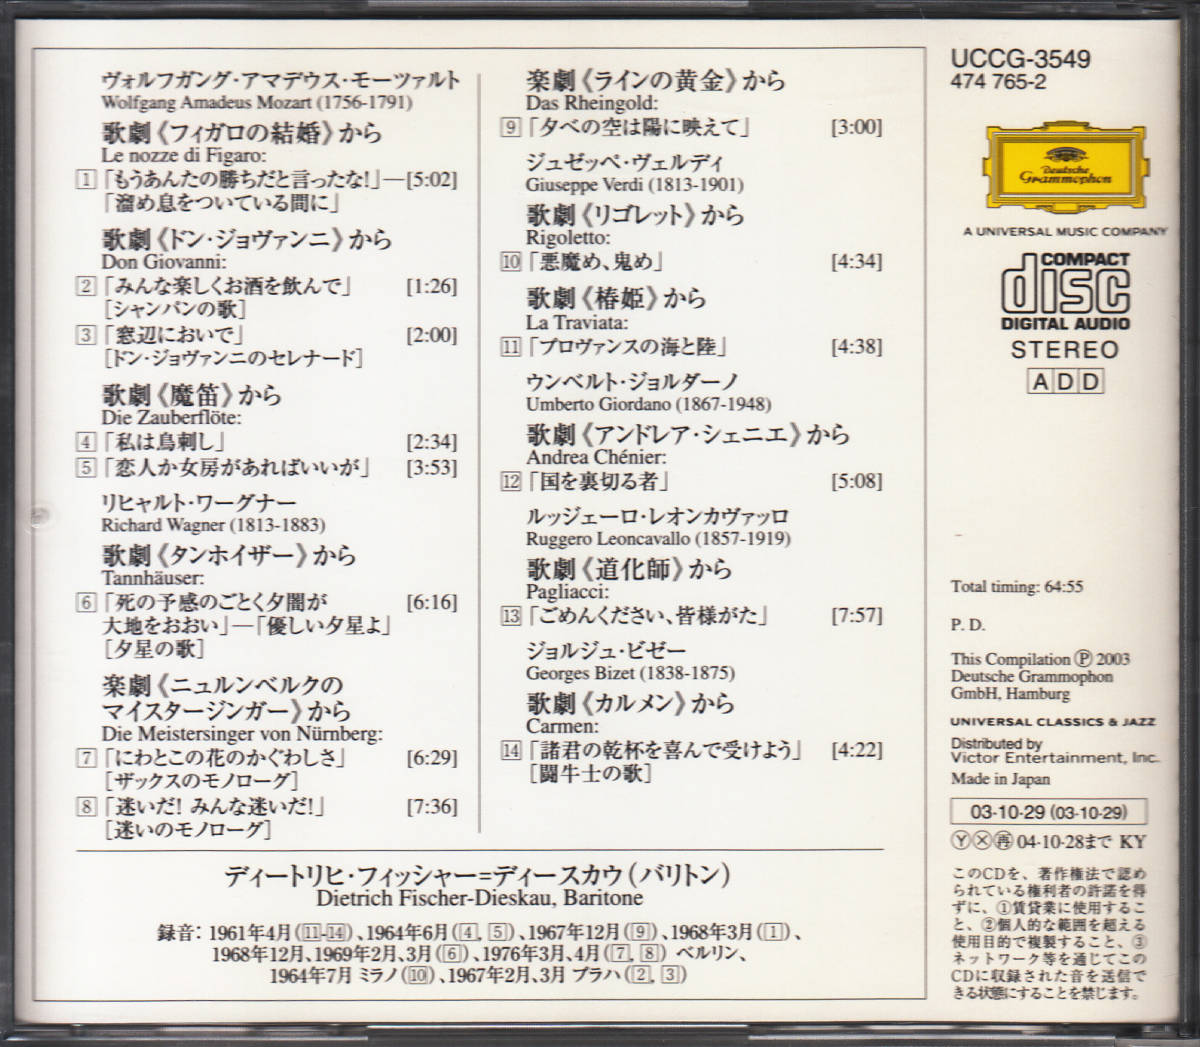 ヴォルフガング・アマデウス・モーツァルト
Wolfgang Amadeus Mozart (1756-1791)
歌劇《フィガロの結婚》から
Le nozze di Figaro:
1 「もうあんたの勝ちだと言ったな!」—[5:02]
「溜め息をついている間に」
歌劇《ドン・ジョヴァンニ》から
Don Giovanni:
2 「みんな楽しくお酒を飲んで」 [1:26]
[シャンパンの歌]
3 「窓辺においで」 [2:00]
[ドン・ジョヴァンニのセレナード]
歌劇《魔笛》から
Die Zauberflöte:
4 「私は鳥刺し」 [2:34]
5 「恋人か女房があればいいが」 [3:53]
リヒャルト・ワーグナー
Richard Wagner (1813-1883)
歌劇《タンホイザー》から
Tannhäuser:
6 「死の予感のごとく夕闇が [6:16]
大地をおおい」—「優しい夕星よ」
[夕星の歌]
楽劇《ニュルンベルクの
マイスタージンガー》から
Die Meistersinger von Nürnberg:
7 「にわとこの花のかぐわしさ」 [6:29]
[ザックスのモノローグ]
8 「迷いだ! みんな迷いだ!」 [7:36]
[迷いのモノローグ]
楽劇《ラインの黄金》から
Das Rheingold:
9 「夕べの空は陽に映えて」 [3:00]
ジュゼッペ・ヴェルディ
Giuseppe Verdi (1813-1901)
歌劇《リゴレット》から
Rigoletto:
10 「悪魔め、鬼め」 [4:34]
歌劇《椿姫》から
La Traviata:
11 「プロヴァンスの海と陸」 [4:38]
ウンベルト・ジョルダーノ
Umberto Giordano (1867-1948)
歌劇《アンドレア・シェニエ》から
Andrea Chénier:
12 「国を裏切る者」 [5:08]
ルッジェーロ・レオンカヴァッロ
Ruggero Leoncavallo (1857-1919)
歌劇《道化師》から
Pagliacci:
13 「ごめんください、皆様がた」 [7:57]
ジョルジュ・ビゼー
Georges Bizet (1838-1875)
歌劇《カルメン》から
Carmen:
14 「諸君の乾杯を喜んで受けよう」 [4:22]
[闘牛士の歌]
ディートリヒ・フィッシャー=ディースカウ(バリトン)
Dietrich Fischer-Dieskau, Baritone
録音: 1961年4月(11-14)、1964年6月(4, 5)、1967年12月(9)、1968年3月(1)、
1968年12月、1969年2月、3月(6)、1976年3月、4月(7, 8) ベルリン、
1964年7月 ミラノ(10)、1967年2月、3月 プラハ(2, 3)
UCCG-3549
474 765-2
Deutsche
Grammophon
A UNIVERSAL MUSIC COMPANY
COMPACT
disc
DIGITAL AUDIO
STEREO
ADD
Total timing: 64:55
P. D.
This Compilation Ⓟ 2003
Deutsche Grammophon
GmbH, Hamburg
UNIVERSAL CLASSICS & JAZZ
Distributed by
Victor Entertainment, Inc.
Made in Japan
03-10-29 (03-10-29)
Ⓨ Ⓧ 再 04-10-28まで KY
このCDを、著作権法で認め
られている権利者の許諾を得
ずに、①賃貸業に使用するこ
と、②個人的な範囲を超える
使用目的で複製すること、③
ネットワーク等を通じてこの
CDに収録された音を送信で
きる状態にすることを禁じます。